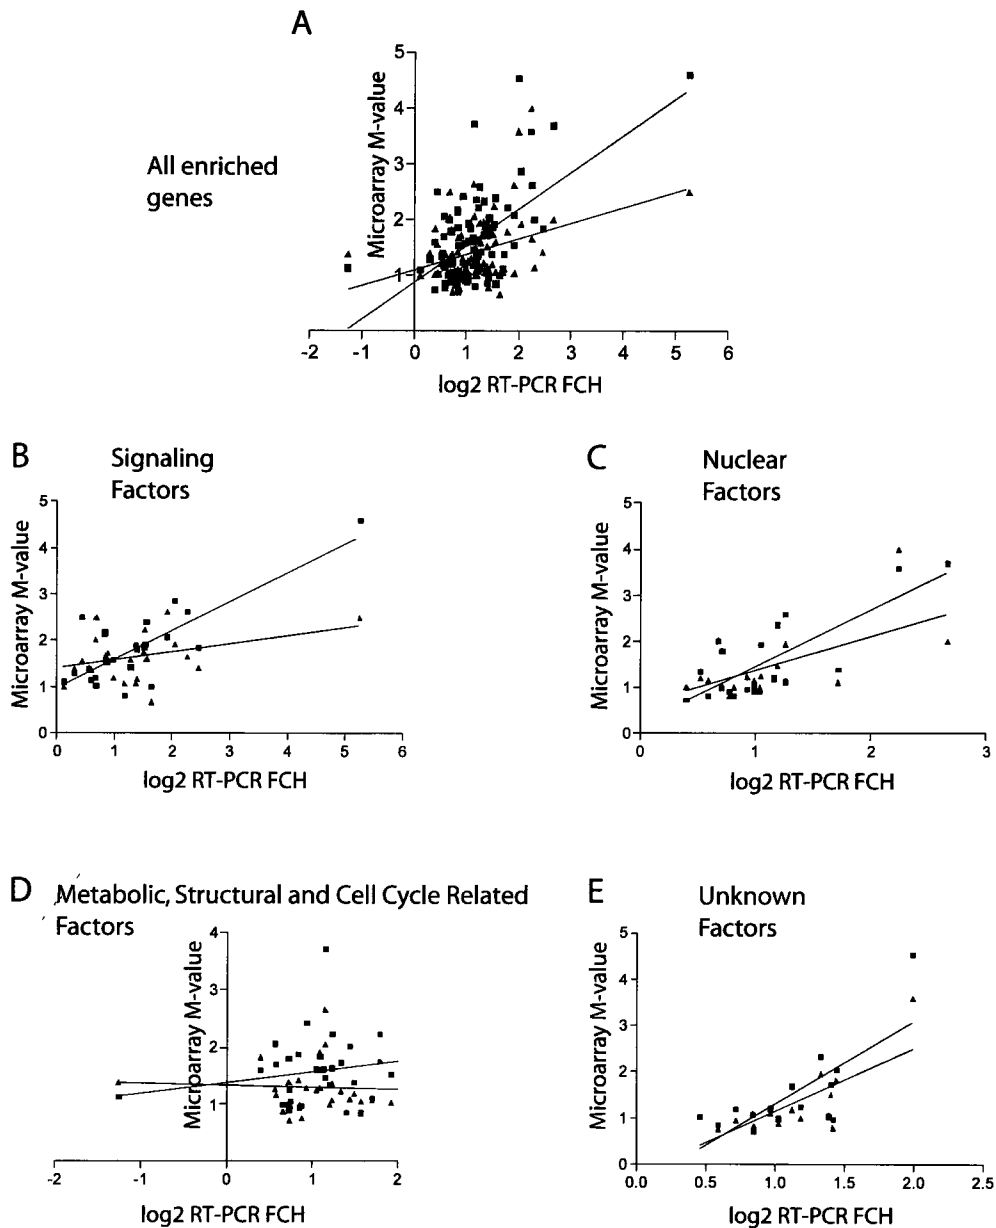 A
All enriched
genes
Microarray M-value
5
4
3
2
1
-2 -1 0 1 2 3 4 5 6
log2 RT-PCR FCH
B
Signaling
Factors
Microarray M-value
5
4
3
2
1
0
0 1 2 3 4 5 6
log2 RT-PCR FCH
C
Nuclear
Factors
Microarray M-value
5
4
3
2
1
0
0 1 2 3
log2 RT-PCR FCH
D
Metabolic, Structural and Cell Cycle Related
Factors
Microarray M-value
4
3
2
1
-2 -1 0 1 2
log2 RT-PCR FCH
E
Unknown
Factors
Microarray M-value
5
4
3
2
1
0
0.0 0.5 1.0 1.5 2.0 2.5
log2 RT-PCR FCH